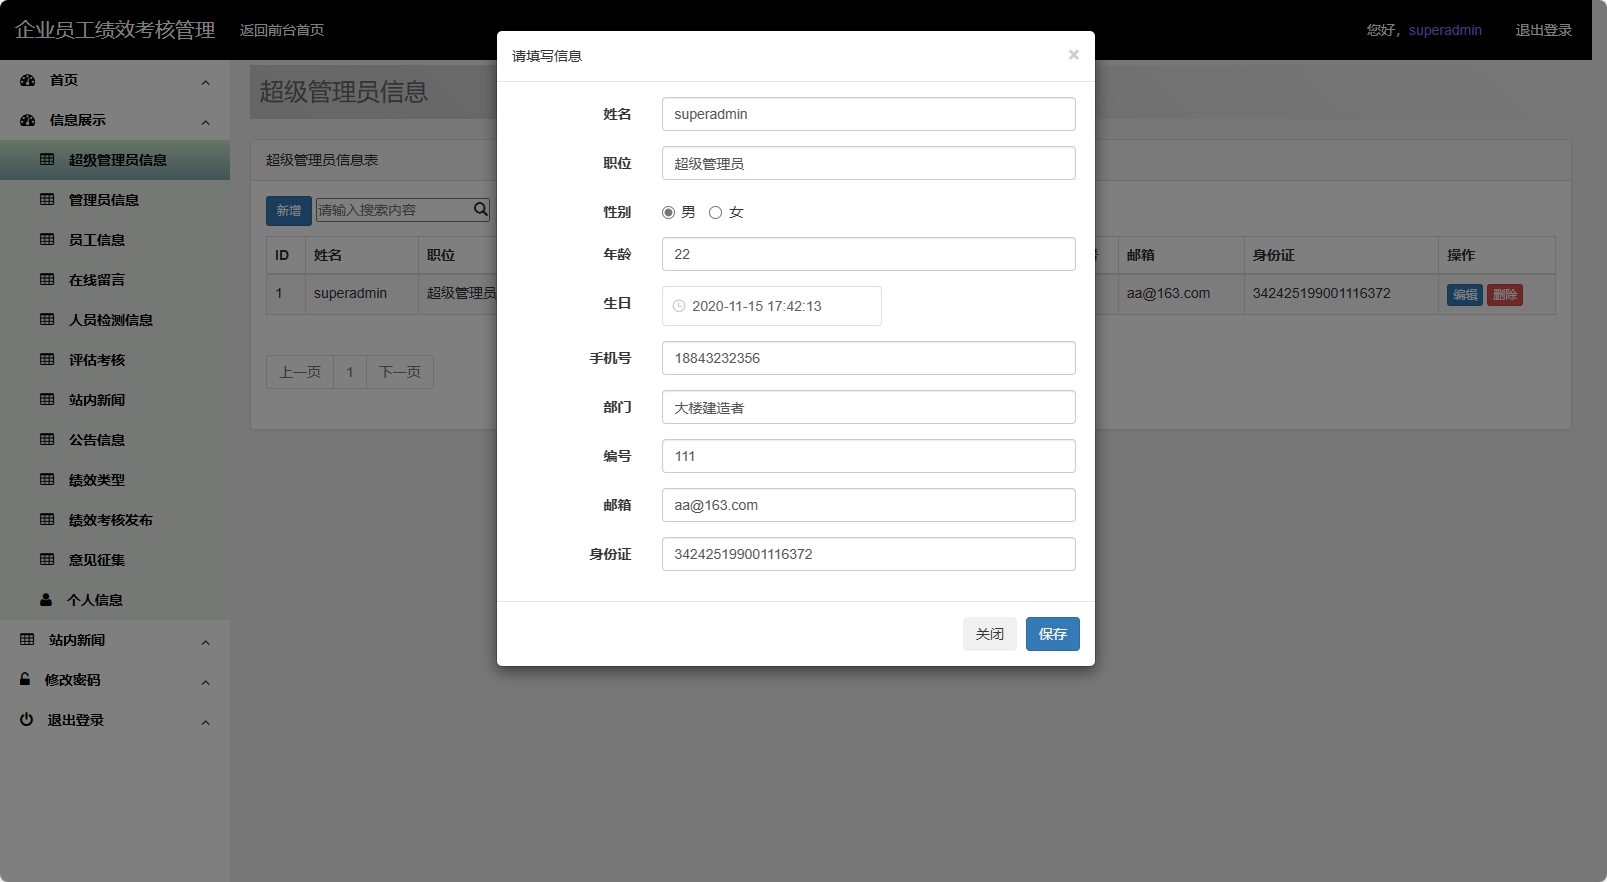 企业员工绩效考核管理
返回前台首页
您好，superadmin
退出登录
首页
信息展示
超级管理员信息
管理员信息
员工信息
在线留言
人员检测信息
评估考核
站内新闻
公告信息
绩效类型
绩效考核发布
意见征集
个人信息
站内新闻
修改密码
退出登录
超级管理员信息
超级管理员信息表
新增 请输入搜索内容
ID 姓名 职位 邮箱 身份证 操作
1 superadmin 超级管理员 aa@163.com 342425199001116372 编辑 删除
上一页 1 下一页
请填写信息 ×
姓名 superadmin
职位 超级管理员
性别 男 女
年龄 22
生日 2020-11-15 17:42:13
手机号 18843232356
部门 大楼建造者
编号 111
邮箱 aa@163.com
身份证 342425199001116372
关闭 保存